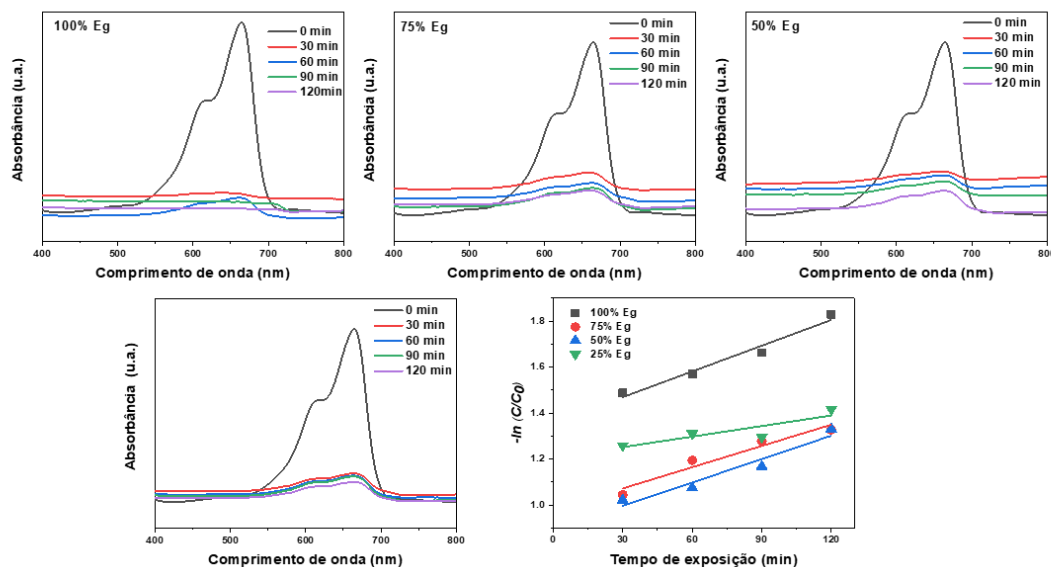 100% Eg
0 min
30 min
60 min
90 min
120min
Absorbância (u.a.)
400 500 600 700 800
Comprimento de onda (nm)
75% Eg
0 min
30 min
60 min
90 min
120 min
Absorbância (u.a.)
400 500 600 700 800
Comprimento de onda (nm)
50% Eg
0 min
30 min
60 min
90 min
120 min
Absorbância (u.a.)
400 500 600 700 800
Comprimento de onda (nm)
0 min
30 min
60 min
90 min
120 min
Absorbância (u.a.)
400 500 600 700 800
Comprimento de onda (nm)
100% Eg
75% Eg
50% Eg
25% Eg
-ln (C/C0)
1.8
1.6
1.4
1.2
1.0
0 30 60 90 120
Tempo de exposição (min)